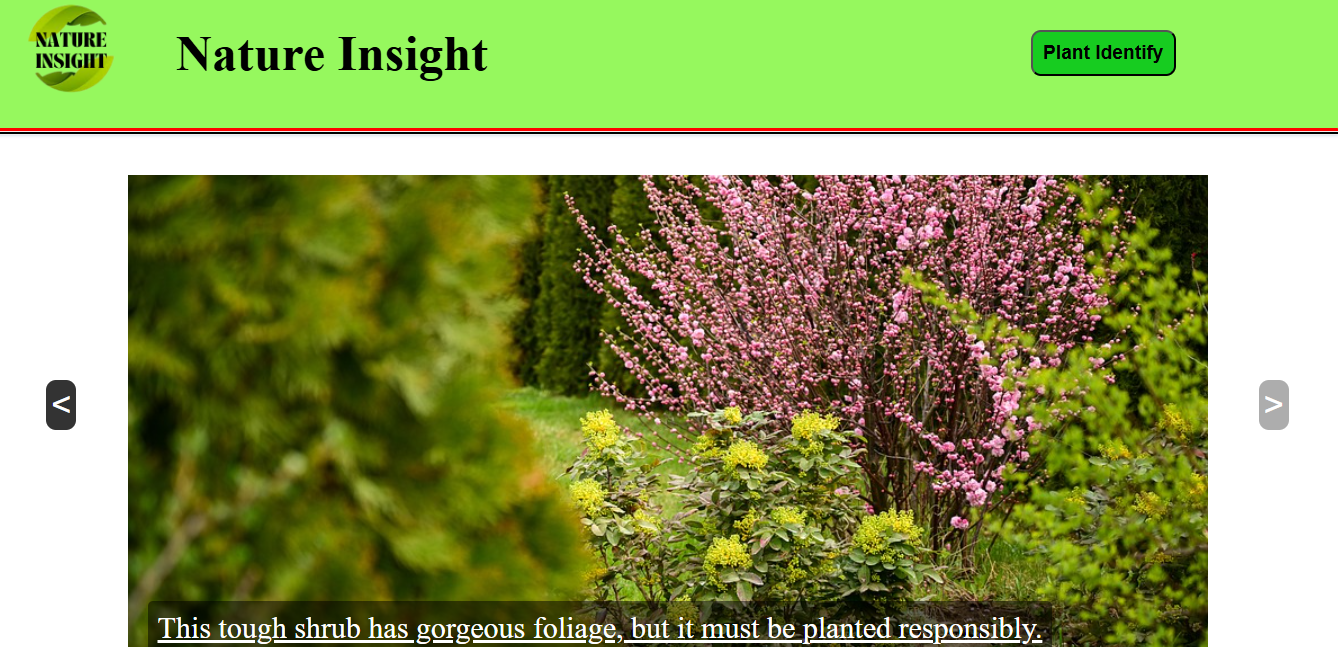 NATURE
INSIGHT
Nature Insight
Plant Identify
<
>
This tough shrub has gorgeous foliage, but it must be planted responsibly.